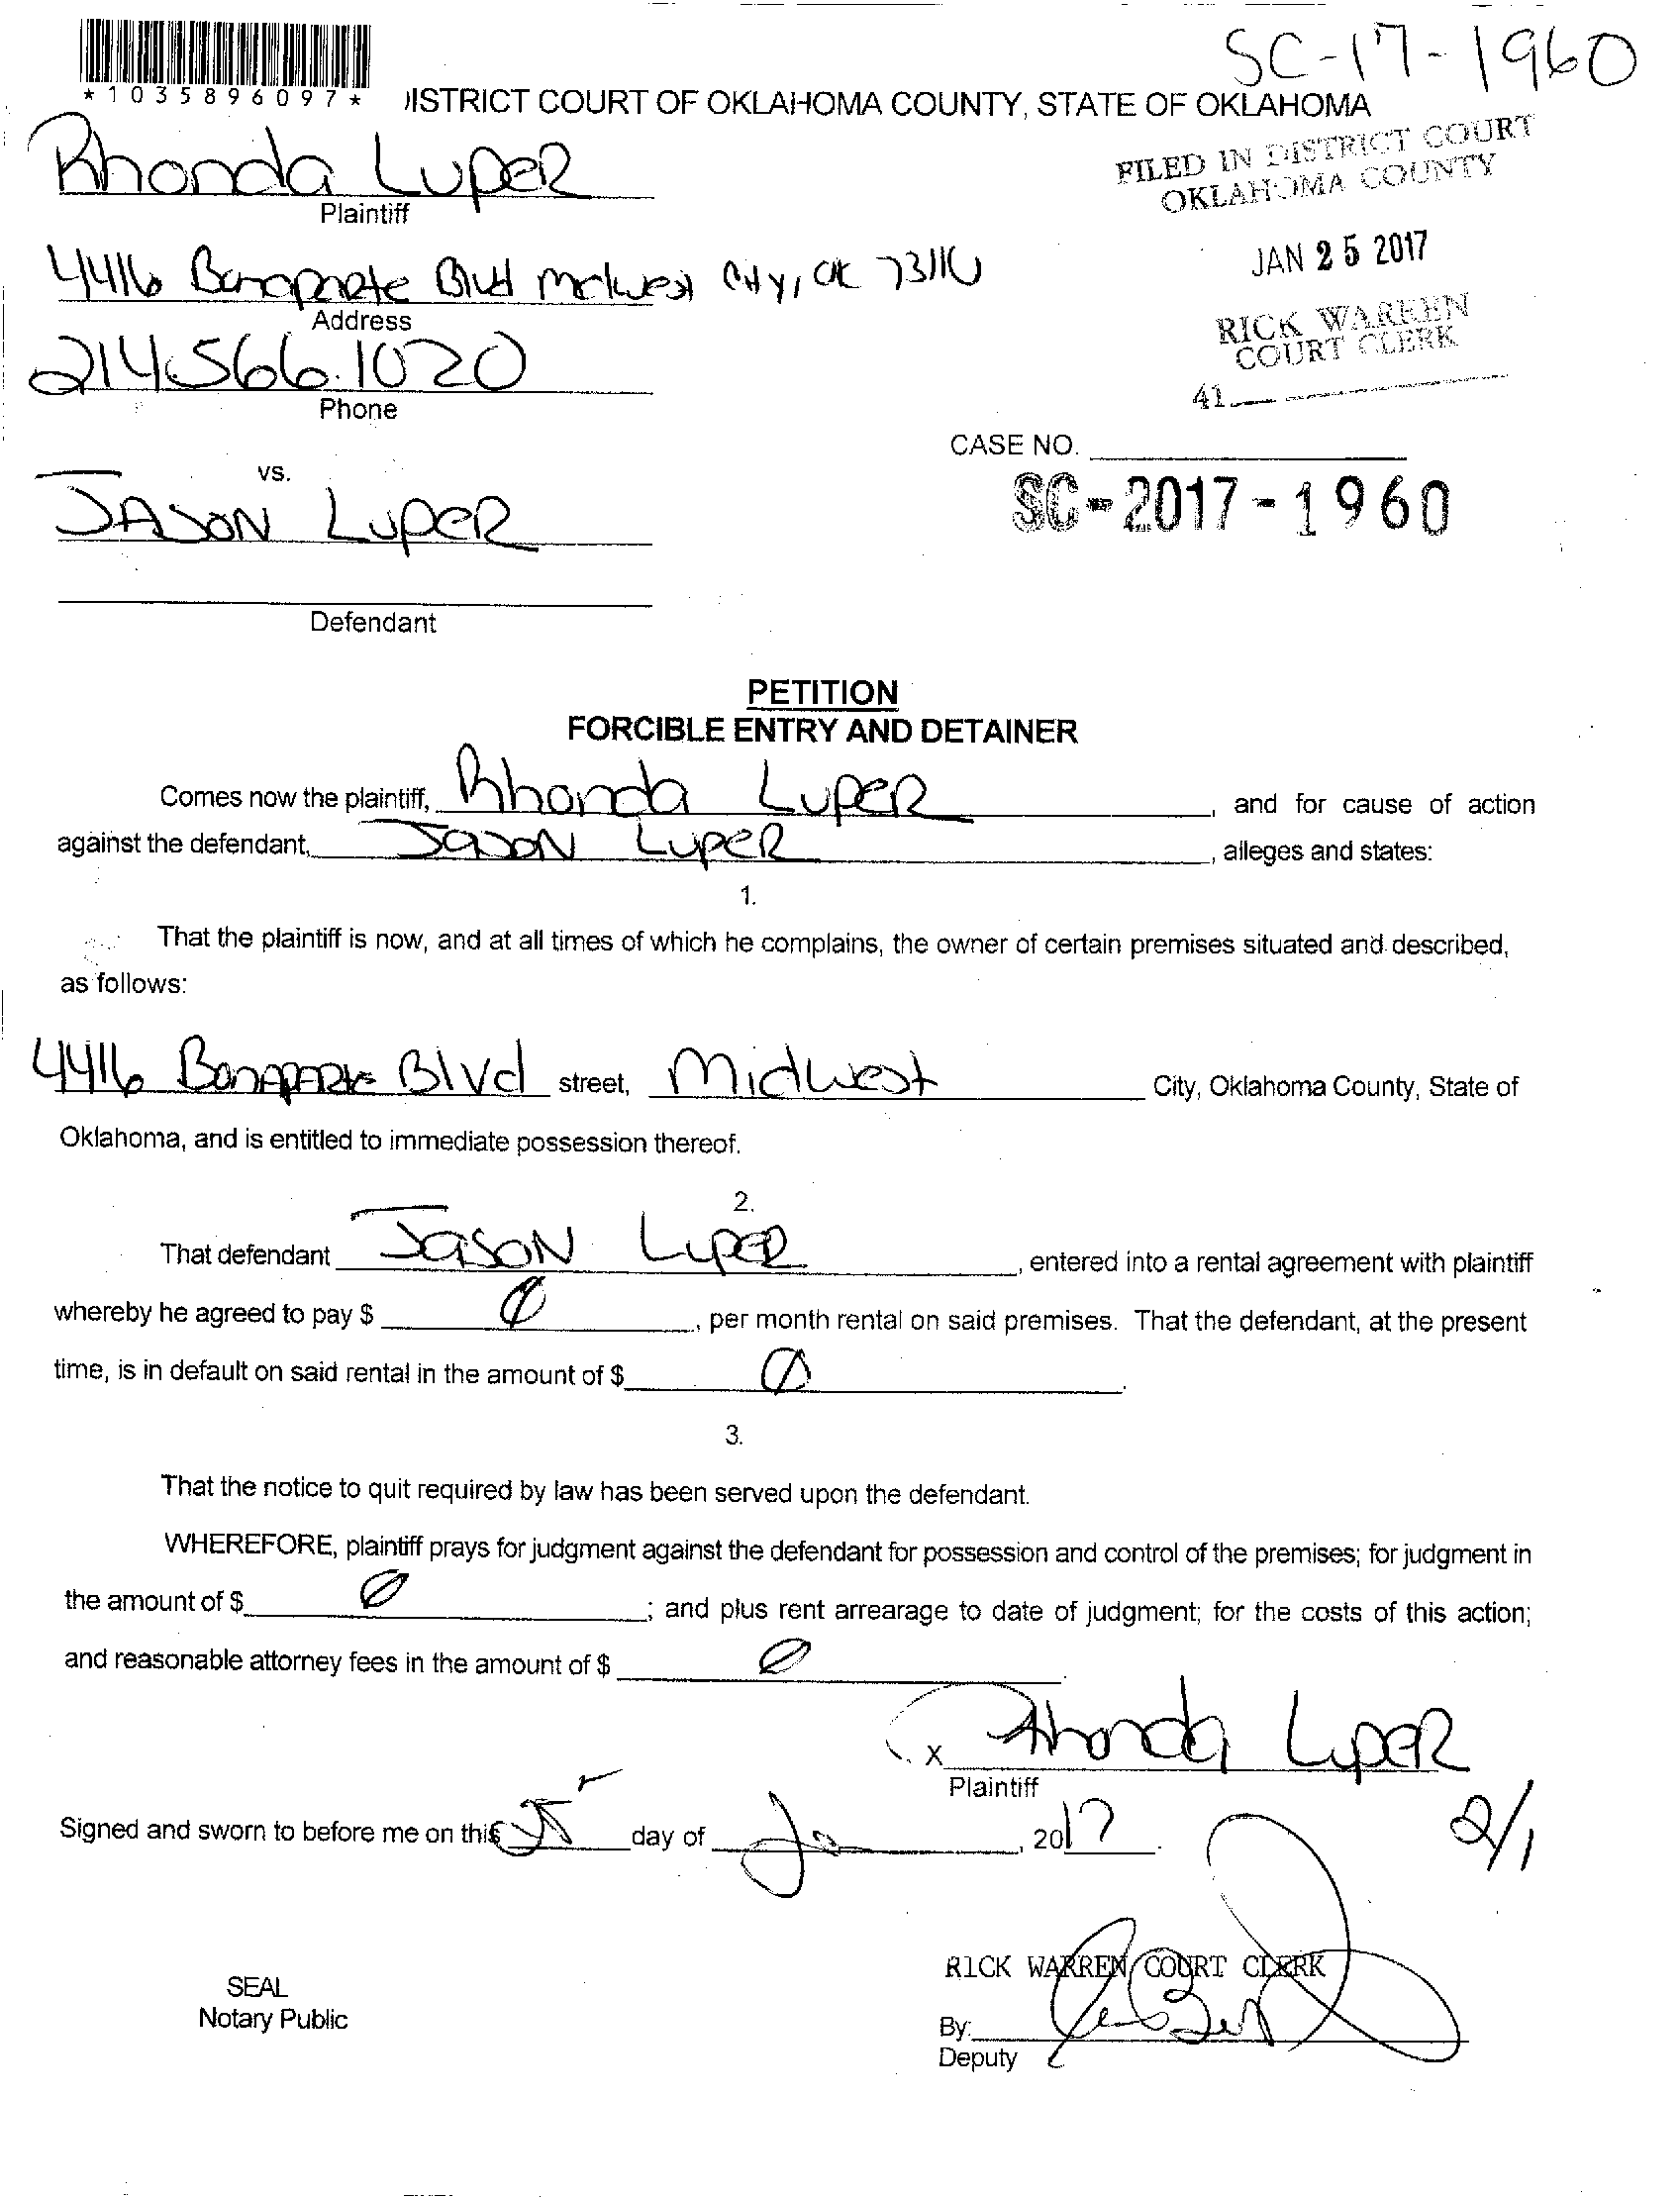 SC-17-1960
*1035896097*
DISTRICT COURT OF OKLAHOMA COUNTY, STATE OF OKLAHOMA
FILED IN DISTRICT COURT
OKLAHOMA COUNTY
JAN 25 2017
RICK WARREN
COURT CLERK
41
Rhonda Luper
Plaintiff
4416 Bonaparte Blvd Midwest City, OK 73110
Address
214.566.1020
Phone
CASE NO.
SC-2017-1960
vs.
JASON LUPER
Defendant
PETITION
FORCIBLE ENTRY AND DETAINER
Comes now the plaintiff, Rhonda Luper, and for cause of action
against the defendant, Jason Luper, alleges and states:
1.
That the plaintiff is now, and at all times of which he complains, the owner of certain premises situated and described,
as follows:
4416 Bonaparte Blvd street, Midwest City, Oklahoma County, State of
Oklahoma, and is entitled to immediate possession thereof.
2.
That defendant Jason Luper, entered into a rental agreement with plaintiff
whereby he agreed to pay $ Ø, per month rental on said premises. That the defendant, at the present
time, is in default on said rental in the amount of $ Ø.
3.
That the notice to quit required by law has been served upon the defendant.
WHEREFORE, plaintiff prays for judgment against the defendant for possession and control of the premises; for judgment in
the amount of $ Ø; and plus rent arrearage to date of judgment; for the costs of this action;
and reasonable attorney fees in the amount of $ Ø
x Rhonda Luper
Plaintiff
Signed and sworn to before me on this 25 day of Ja, 2017.
2/1
RICK WARREN COURT CLERK
SEAL
Notary Public
By:
Deputy